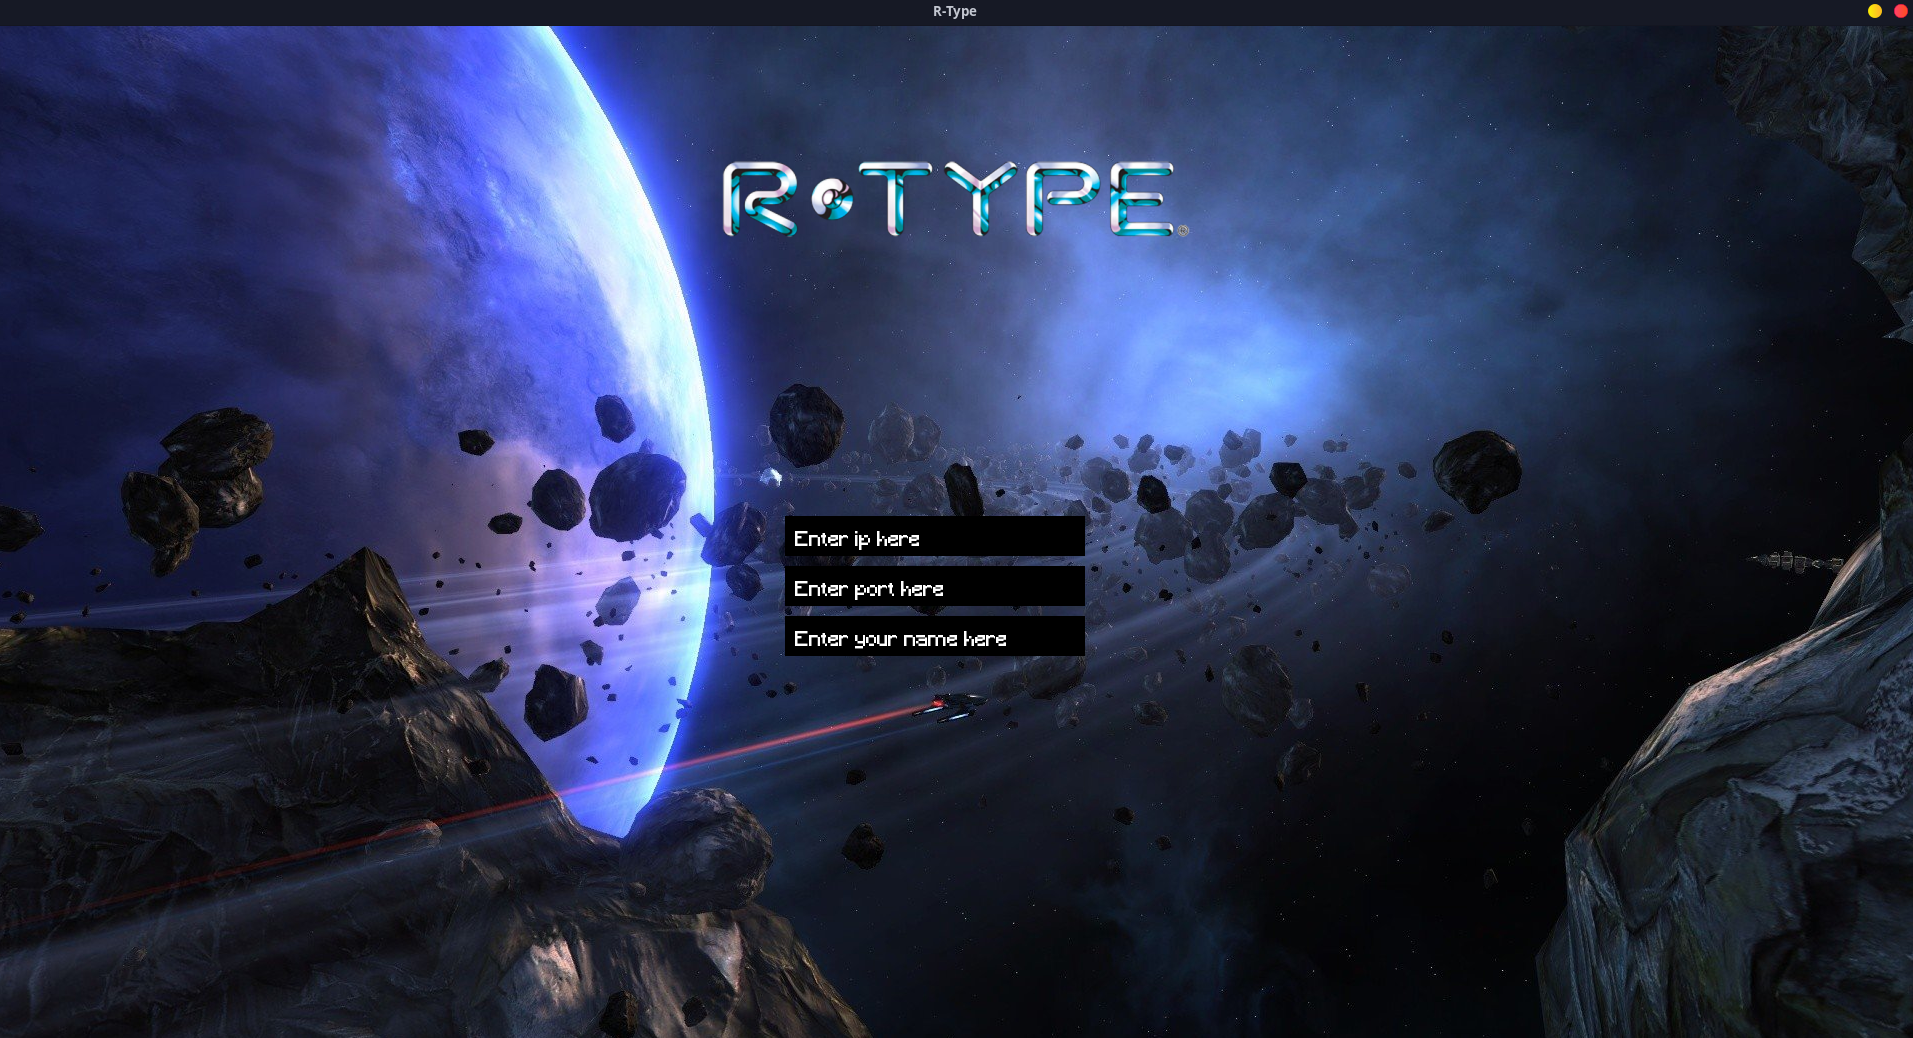 R-Type
R-TYPE
Enter ip here
Enter port here
Enter your name here